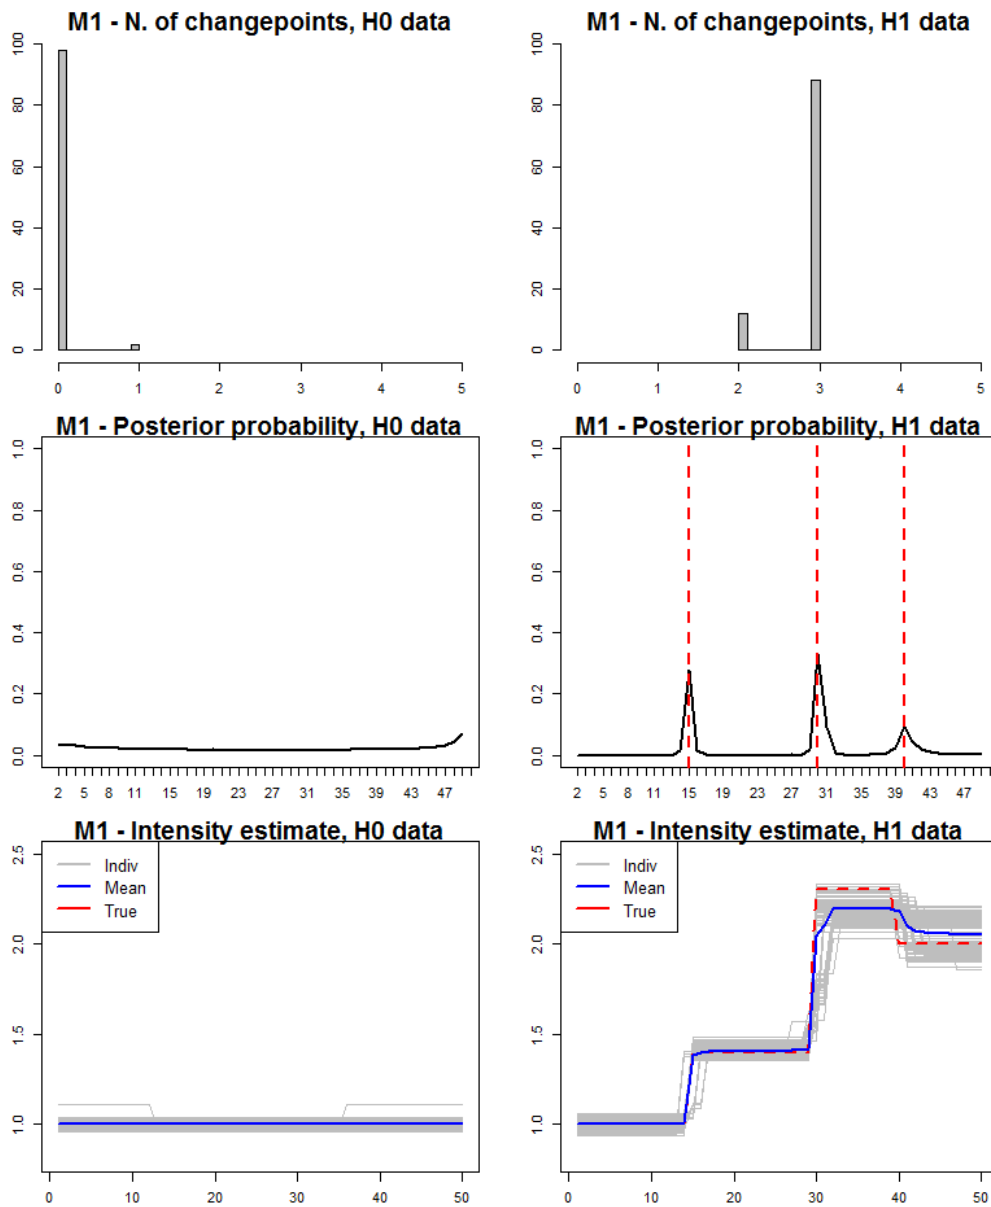 M1 - N. of changepoints, H0 data
100
80
60
40
20
0
0 1 2 3 4 5
M1 - N. of changepoints, H1 data
100
80
60
40
20
0
0 1 2 3 4 5
M1 - Posterior probability, H0 data
1.0
0.8
0.6
0.4
0.2
0.0
2 5 8 11 15 19 23 27 31 35 39 43 47
M1 - Posterior probability, H1 data
1.0
0.8
0.6
0.4
0.2
0.0
2 5 8 11 15 19 23 27 31 35 39 43 47
M1 - Intensity estimate, H0 data
Indiv
Mean
True
2.5
2.0
1.5
1.0
0 10 20 30 40 50
M1 - Intensity estimate, H1 data
Indiv
Mean
True
2.5
2.0
1.5
1.0
0 10 20 30 40 50